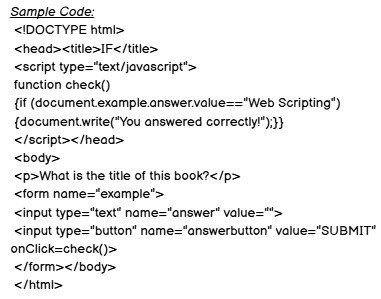 Sample Code:
<!DOCTYPE html>
<head><title>IF</title>
<script type="text/javascript">
function check()
{if (document.example.answer.value=="Web Scripting")
{document.write("You answered correctly!");}}
</script></head>
<body>
<p>What is the title of this book?</p>
<form name="example">
<input type="text" name="answer" value="">
<input type="button" name="answerbutton" value="SUBMIT"
onClick=check()>
</form></body>
</html>